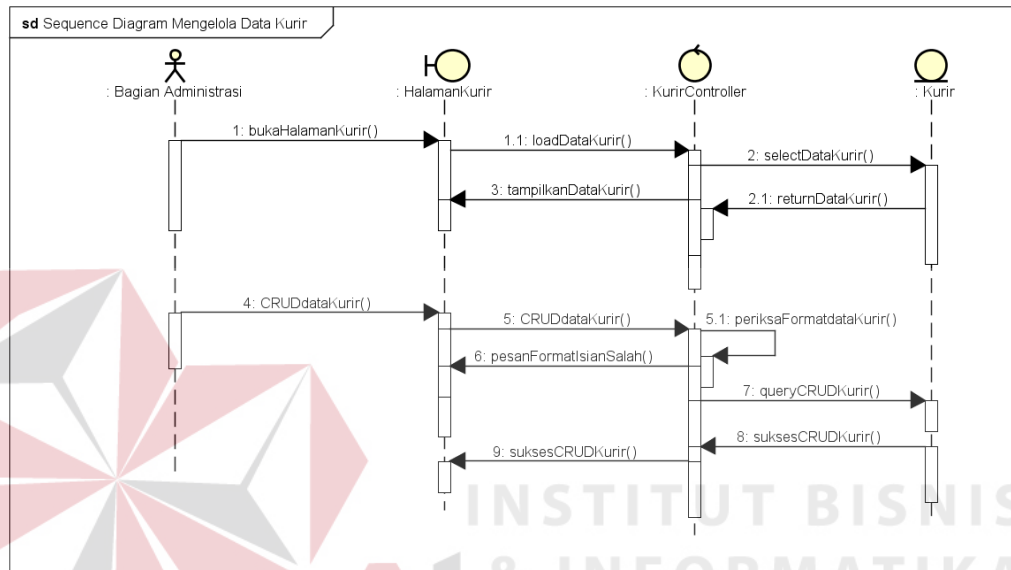 sd Sequence Diagram Mengelola Data Kurir
: Bagian Administrasi
: HalamanKurir
: KurirController
: Kurir
1: bukaHalamanKurir()
1.1: loadDataKurir()
2: selectDataKurir()
3: tampilkanDataKurir()
2.1: returnDataKurir()
4: CRUDdataKurir()
5: CRUDdataKurir()
5.1: periksaFormatdataKurir()
6: pesanFormatIsianSalah()
7: queryCRUDKurir()
8: suksesCRUDKurir()
9: suksesCRUDKurir()
INSTITUT BISNIS
& INFORMATIKA